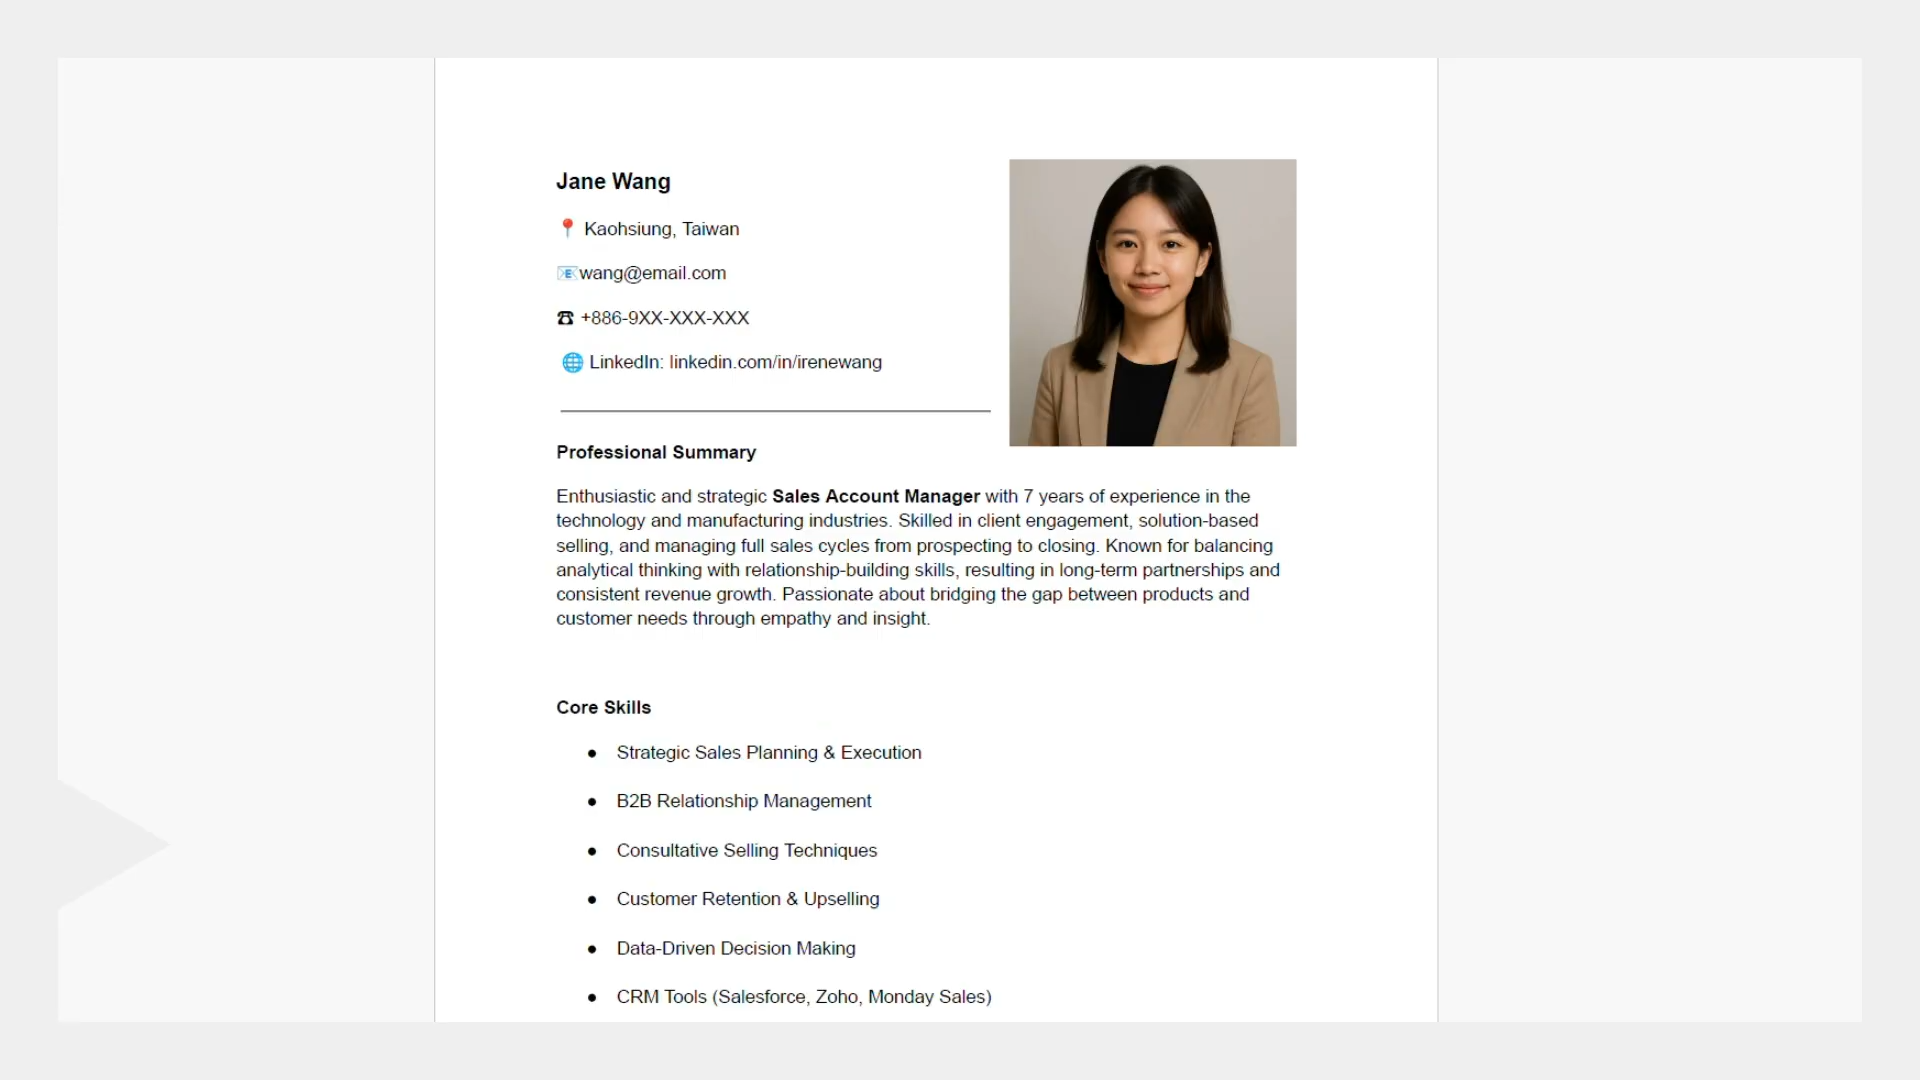 Jane Wang
Kaohsiung, Taiwan
wang@email.com
+886-9XX-XXX-XXX
LinkedIn: linkedin.com/in/irenewang
Professional Summary
Enthusiastic and strategic Sales Account Manager with 7 years of experience in the
technology and manufacturing industries. Skilled in client engagement, solution-based
selling, and managing full sales cycles from prospecting to closing. Known for balancing
analytical thinking with relationship-building skills, resulting in long-term partnerships and
consistent revenue growth. Passionate about bridging the gap between products and
customer needs through empathy and insight.
Core Skills
● Strategic Sales Planning & Execution
● B2B Relationship Management
● Consultative Selling Techniques
● Customer Retention & Upselling
● Data-Driven Decision Making
● CRM Tools (Salesforce, Zoho, Monday Sales)